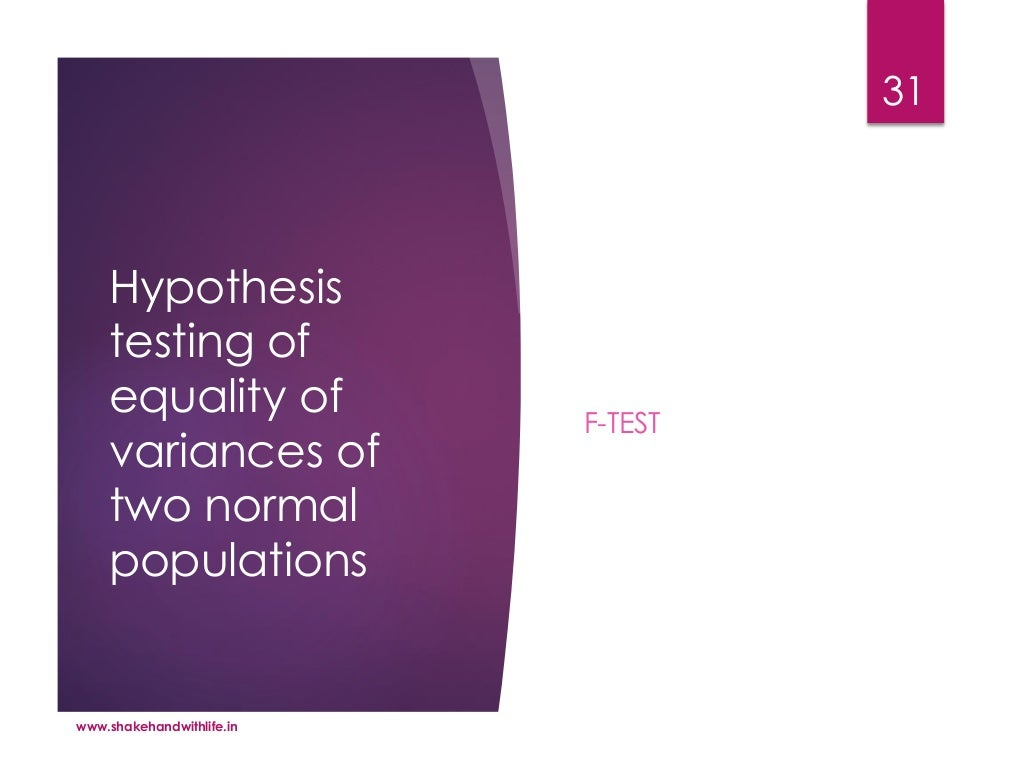 31
Hypothesis
testing of
equality of
variances of
two normal
populations
F-TEST
www.shakehandwithlife.in